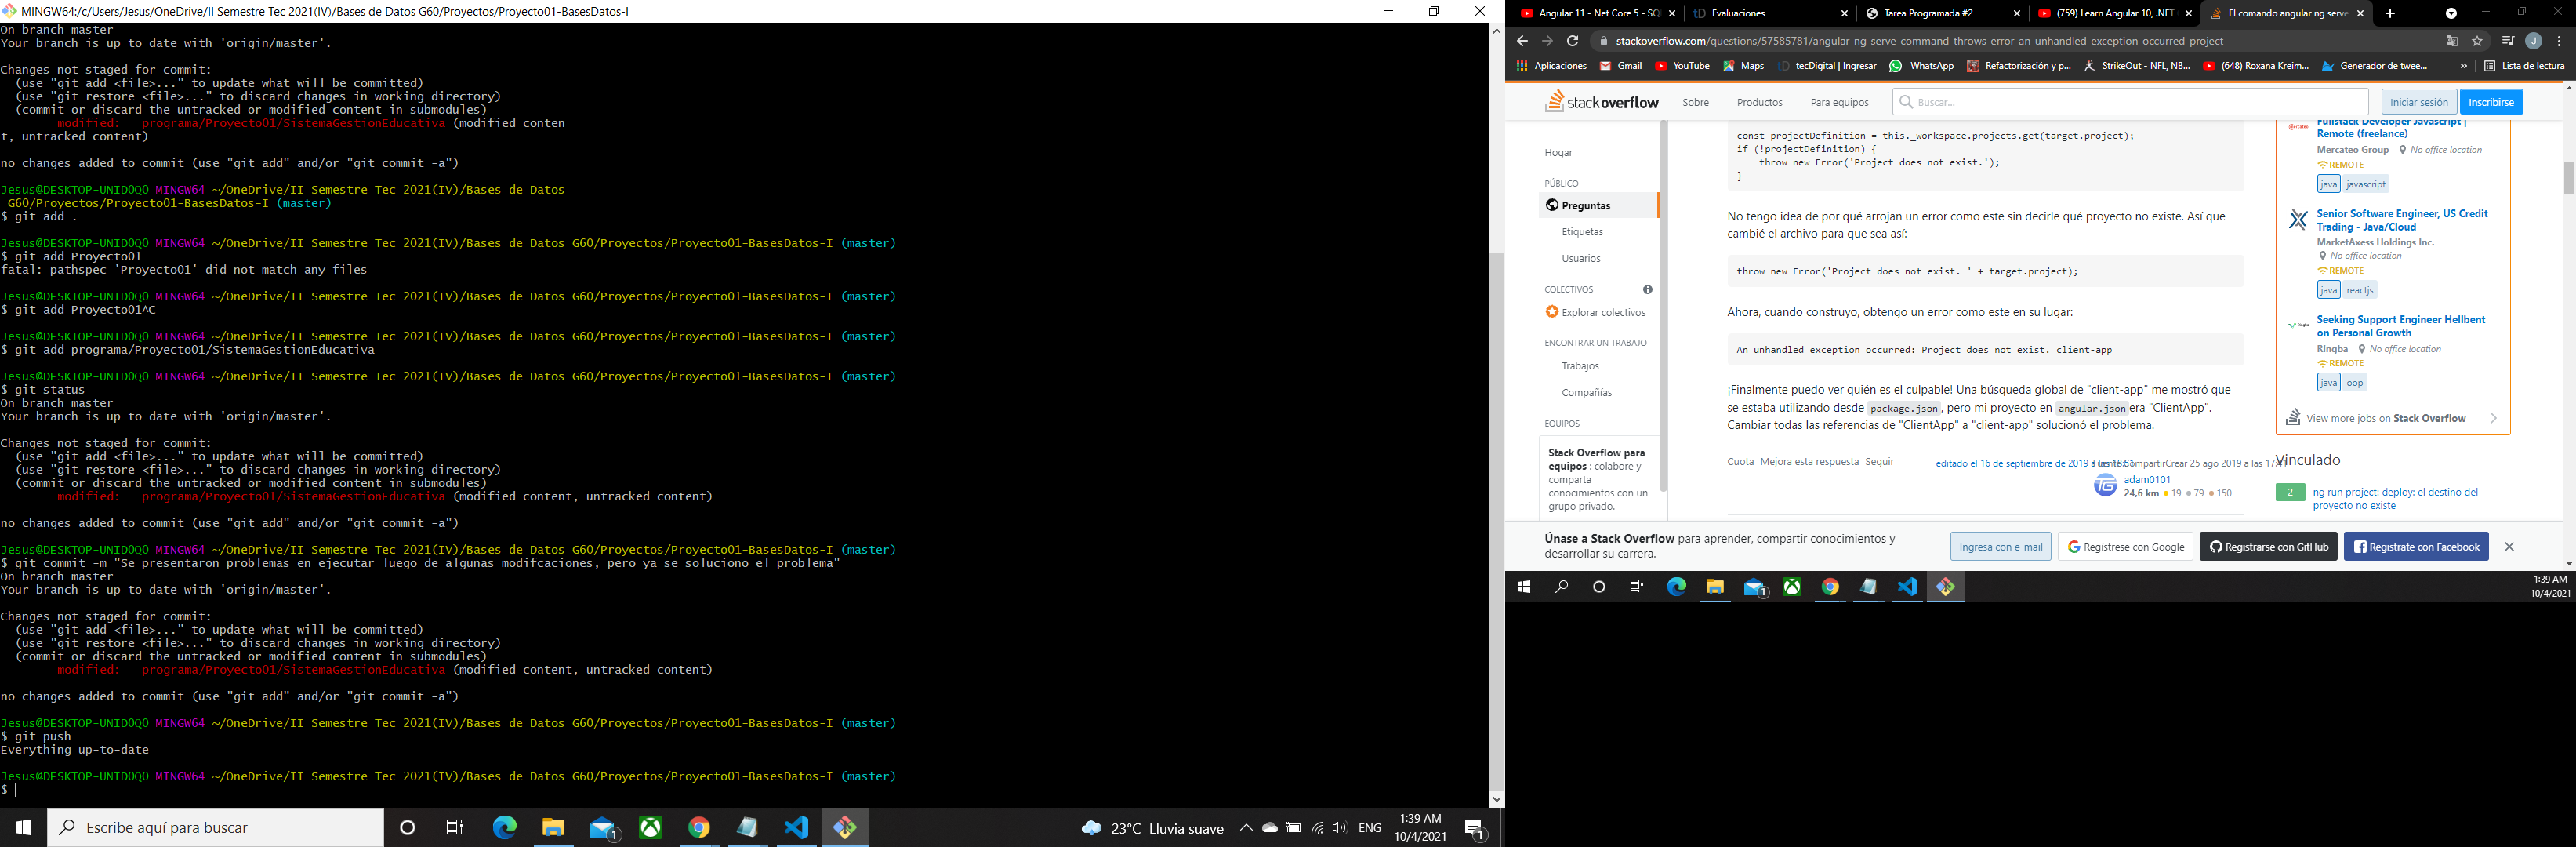 MINGW64:/c/Users/Jesus/OneDrive/II Semestre Tec 2021(IV)/Bases de Datos G60/Proyectos/Proyecto01-BasesDatos-I
On branch master
Your branch is up to date with 'origin/master'.
Changes not staged for commit:
(use "git add <file>..." to update what will be committed)
(use "git restore <file>..." to discard changes in working directory)
(commit or discard the untracked or modified content in submodules)
modified:   programa/Proyecto01/SistemaGestionEducativa (modified conten
t, untracked content)
no changes added to commit (use "git add" and/or "git commit -a")
Jesus@DESKTOP-UNIDOQO MINGW64 ~/OneDrive/II Semestre Tec 2021(IV)/Bases de Datos
G60/Proyectos/Proyecto01-BasesDatos-I (master)
$ git add .
Jesus@DESKTOP-UNIDOQO MINGW64 ~/OneDrive/II Semestre Tec 2021(IV)/Bases de Datos G60/Proyectos/Proyecto01-BasesDatos-I (master)
$ git add Proyecto01
fatal: pathspec 'Proyecto01' did not match any files
Jesus@DESKTOP-UNIDOQO MINGW64 ~/OneDrive/II Semestre Tec 2021(IV)/Bases de Datos G60/Proyectos/Proyecto01-BasesDatos-I (master)
$ git add Proyecto01^C
Jesus@DESKTOP-UNIDOQO MINGW64 ~/OneDrive/II Semestre Tec 2021(IV)/Bases de Datos G60/Proyectos/Proyecto01-BasesDatos-I (master)
$ git add programa/Proyecto01/SistemaGestionEducativa
Jesus@DESKTOP-UNIDOQO MINGW64 ~/OneDrive/II Semestre Tec 2021(IV)/Bases de Datos G60/Proyectos/Proyecto01-BasesDatos-I (master)
$ git status
On branch master
Your branch is up to date with 'origin/master'.
Changes not staged for commit:
(use "git add <file>..." to update what will be committed)
(use "git restore <file>..." to discard changes in working directory)
(commit or discard the untracked or modified content in submodules)
modified:   programa/Proyecto01/SistemaGestionEducativa (modified content, untracked content)
no changes added to commit (use "git add" and/or "git commit -a")
Jesus@DESKTOP-UNIDOQO MINGW64 ~/OneDrive/II Semestre Tec 2021(IV)/Bases de Datos G60/Proyectos/Proyecto01-BasesDatos-I (master)
$ git commit -m "Se presentaron problemas en ejecutar luego de algunas modifcaciones, pero ya se soluciono el problema"
On branch master
Your branch is up to date with 'origin/master'.
Changes not staged for commit:
(use "git add <file>..." to update what will be committed)
(use "git restore <file>..." to discard changes in working directory)
(commit or discard the untracked or modified content in submodules)
modified:   programa/Proyecto01/SistemaGestionEducativa (modified content, untracked content)
no changes added to commit (use "git add" and/or "git commit -a")
Jesus@DESKTOP-UNIDOQO MINGW64 ~/OneDrive/II Semestre Tec 2021(IV)/Bases de Datos G60/Proyectos/Proyecto01-BasesDatos-I (master)
$ git push
Everything up-to-date
Jesus@DESKTOP-UNIDOQO MINGW64 ~/OneDrive/II Semestre Tec 2021(IV)/Bases de Datos G60/Proyectos/Proyecto01-BasesDatos-I (master)
$
Escribe aquí para buscar
1
23°C Lluvia suave
ENG
1:39 AM
10/4/2021
1
Angular 11 - Net Core 5 - SQ
Evaluaciones
Tarea Programada #2
(759) Learn Angular 10, .NET
El comando angular ng serve
stackoverflow.com/questions/57585781/angular-ng-serve-command-throws-error-an-unhandled-exception-occurred-project
J
Aplicaciones
Gmail
YouTube
Maps
tecDigital | Ingresar
WhatsApp
Refactorización y p...
StrikeOut - NFL, NB...
(648) Roxana Kreim...
Generador de twee...
»
Lista de lectura
stackoverflow
Sobre
Productos
Para equipos
Buscar...
Iniciar sesión
Inscribirse
Hogar
PÚBLICO
Preguntas
Etiquetas
Usuarios
COLECTIVOS
Explorar colectivos
ENCONTRAR UN TRABAJO
Trabajos
Compañías
EQUIPOS
Stack Overflow para
equipos : colabore y
comparta
conocimientos con un
grupo privado.
const projectDefinition = this._workspace.projects.get(target.project);
if (!projectDefinition) {
throw new Error('Project does not exist.');
}
No tengo idea de por qué arrojan un error como este sin decirle qué proyecto no existe. Así que
cambié el archivo para que sea así:
throw new Error('Project does not exist. ' + target.project);
Ahora, cuando construyo, obtengo un error como este en su lugar:
An unhandled exception occurred: Project does not exist. client-app
¡Finalmente puedo ver quién es el culpable! Una búsqueda global de "client-app" me mostró que
se estaba utilizando desde package.json, pero mi proyecto en angular.json era "ClientApp".
Cambiar todas las referencias de "ClientApp" a "client-app" solucionó el problema.
Cuota Mejora esta respuesta Seguir
editado el 16 de septiembre de 2019 a las 18:51
CompartirCrear 25 ago 2019 a las
adam0101
24,6 km 19 79 150
Fullstack Developer Javascript |
Remote (freelance)
Mercateo Group No office location
REMOTE
java javascript
Senior Software Engineer, US Credit
Trading - Java/Cloud
MarketAxess Holdings Inc.
No office location
REMOTE
java reactjs
Seeking Support Engineer Hellbent
on Personal Growth
Ringba No office location
REMOTE
java oop
View more jobs on Stack Overflow
Vinculado
2 ng run project: deploy: el destino del
proyecto no existe
Únase a Stack Overflow para aprender, compartir conocimientos y
desarrollar su carrera.
Ingresa con e-mail
Regístrese con Google
Registrarse con GitHub
Registrate con Facebook
1
1:39 AM
10/4/2021